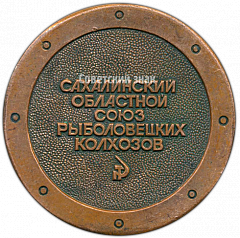 Советский знак
САХАЛИНСКИЙ
ОБЛАСТНОЙ
СОЮЗ
РЫБОЛОВЕЦКИХ
КОЛХОЗОВ